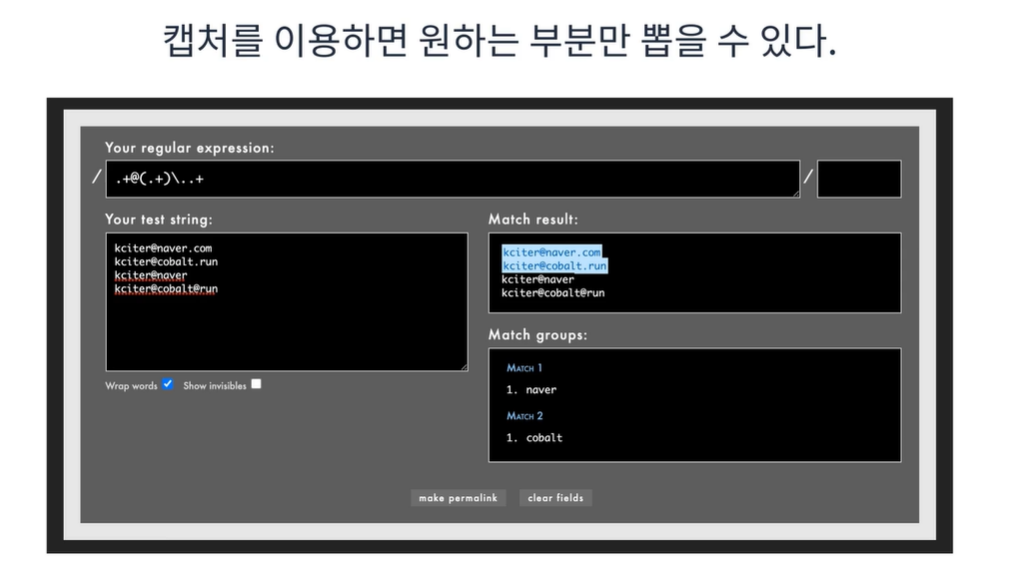 캡처를 이용하면 원하는 부분만 뽑을 수 있다.
Your regular expression:
/ .+@(.+)\..+ /
Your test string:
kciter@naver.com
kciter@cobalt.run
kciter@naver
kciter@cobalt@run
Wrap words Show invisibles
Match result:
kciter@naver.com
kciter@cobalt.run
kciter@naver
kciter@cobalt@run
Match groups:
Match 1
1. naver
Match 2
1. cobalt
make permalink clear fields